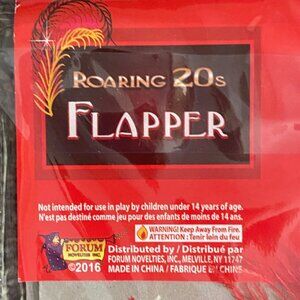 ROARING 20S
FLAPPER
Not intended for use in play by children under 14 years of age.
N'est pas destiné comme jeu pour des enfants de moins de 14 ans.
WARNING! Keep Away From Fire.
ATTENTION : Tenir loin du feu
FORUM
NOVELTIES INC.
©2016
Distributed by / Distribué par
FORUM NOVELTIES, INC., MELVILLE, NY 11747
MADE IN CHINA / FABRIQUE EN CHINE